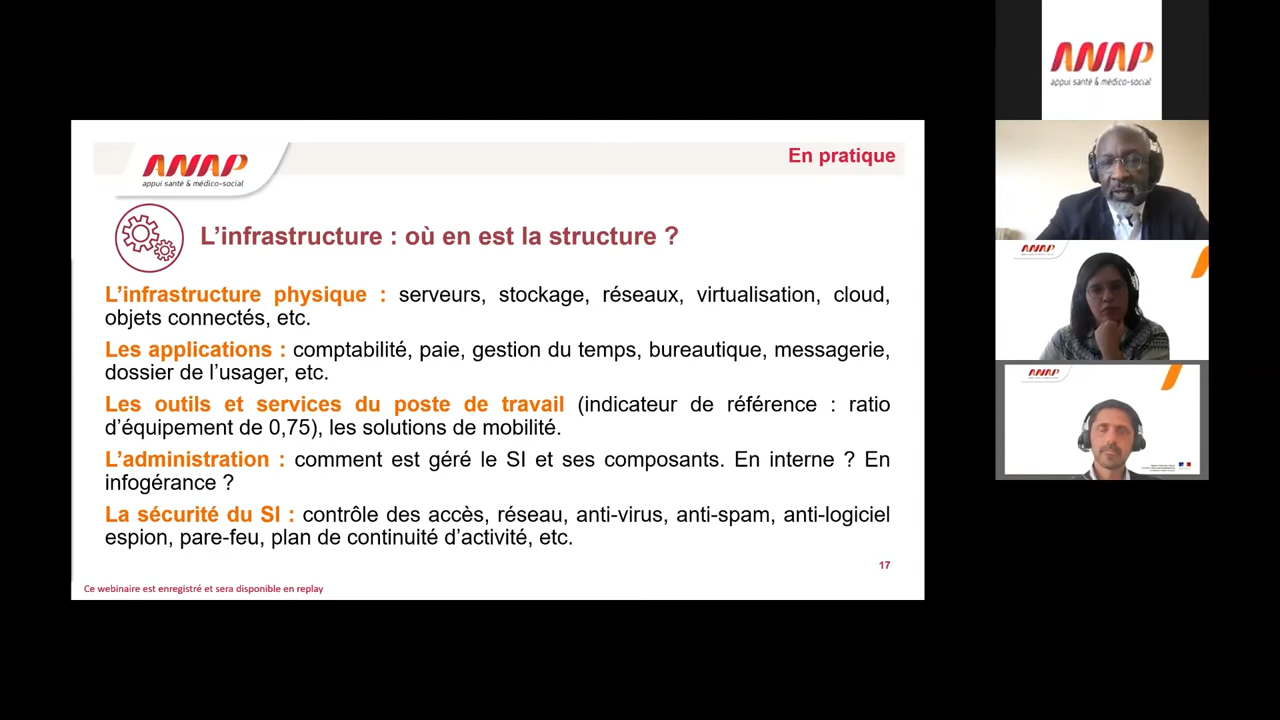 ANAP
appui santé & médico-social
En pratique
L'infrastructure : où en est la structure ?
L'infrastructure physique : serveurs, stockage, réseaux, virtualisation, cloud,
objets connectés, etc.
Les applications : comptabilité, paie, gestion du temps, bureautique, messagerie,
dossier de l'usager, etc.
Les outils et services du poste de travail (indicateur de référence : ratio
d'équipement de 0,75), les solutions de mobilité.
L'administration : comment est géré le SI et ses composants. En interne ? En
infogérance ?
La sécurité du SI : contrôle des accès, réseau, anti-virus, anti-spam, anti-logiciel
espion, pare-feu, plan de continuité d'activité, etc.
17
Ce webinaire est enregistré et sera disponible en replay
ANAP
appui santé & médico-social
ANAP
ANAP